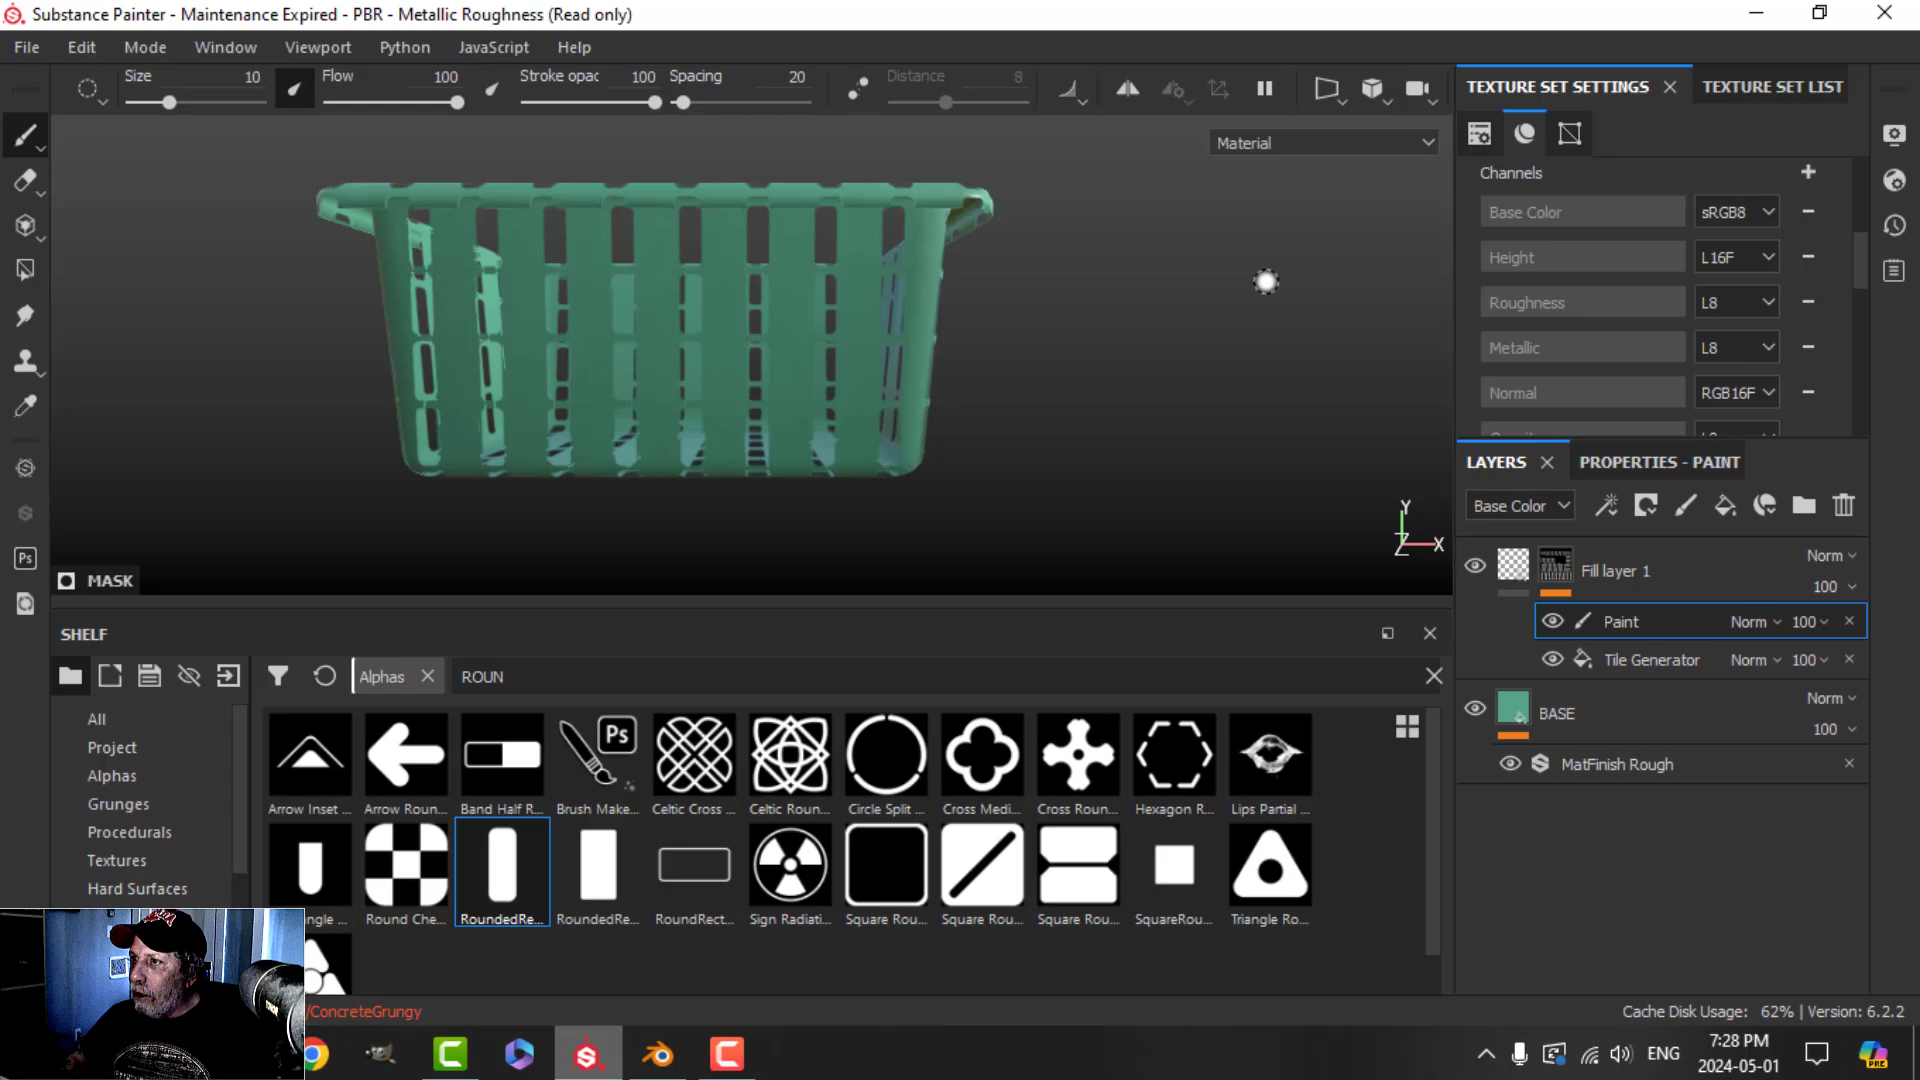 Substance Painter - Maintenance Expired - PBR - Metallic Roughness (Read only)
File Edit Mode Window Viewport Python JavaScript Help
Size 10 Flow 100 Stroke opac 100 Spacing 20 Distance 8
Material
MASK
Y
Z X
SHELF
Alphas ROUN
All
Project
Alphas
Grunges
Procedurals
Textures
Hard Surfaces
Ps
Arrow Inset ... Arrow Roun... Band Half R... Brush Make... Celtic Cross ... Celtic Roun... Circle Split ... Cross Medi... Cross Roun... Hexagon R... Lips Partial ...
ngle ... Round Che... RoundedRe... RoundedRe... RoundRect... Sign Radiati... Square Rou... Square Rou... Square Rou... SquareRou... Triangle Ro...
/ConcreteGrungy
TEXTURE SET SETTINGS TEXTURE SET LIST
Channels
Base Color sRGB8
Height L16F
Roughness L8
Metallic L8
Normal RGB16F
LAYERS PROPERTIES - PAINT
Base Color
Fill layer 1 Norm
100
Paint Norm 100
Tile Generator Norm 100
BASE Norm
100
MatFinish Rough
Cache Disk Usage: 62% | Version: 6.2.2
ENG
7:28 PM
2024-05-01
Ps